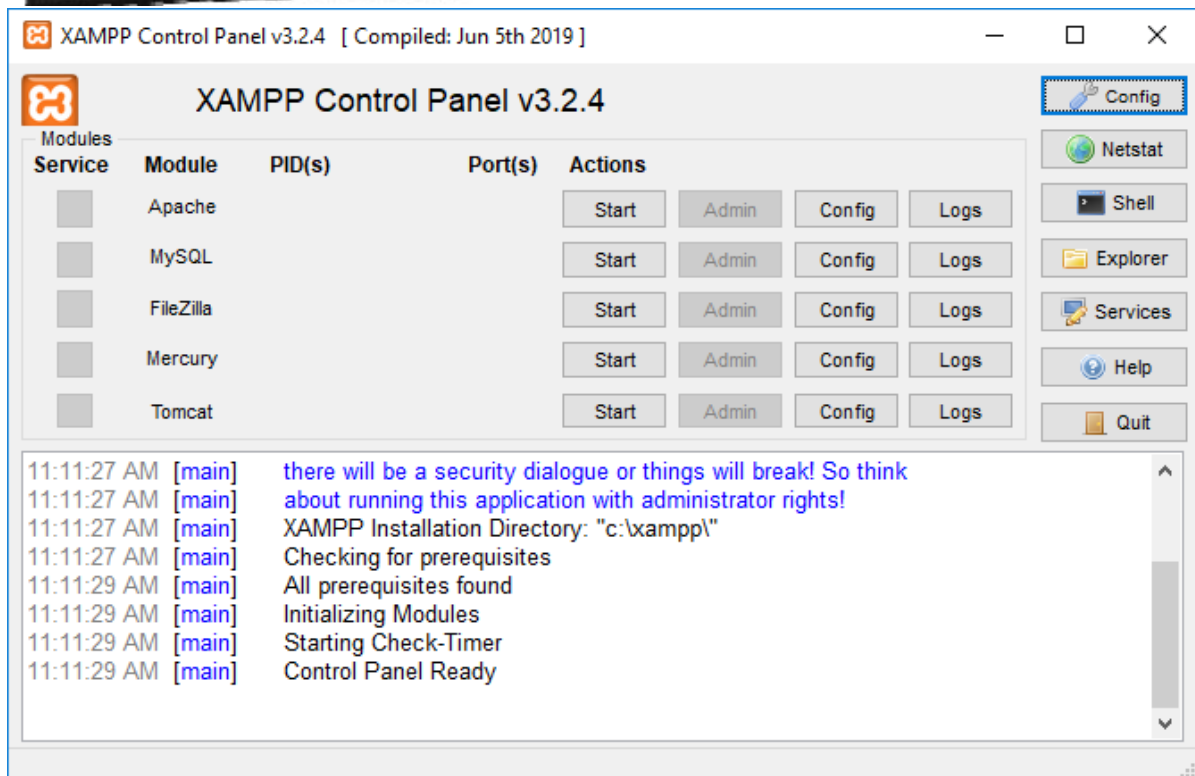 XAMPP Control Panel v3.2.4 [ Compiled: Jun 5th 2019 ]
XAMPP Control Panel v3.2.4
Config
Modules
Netstat
Service Module PID(s) Port(s) Actions
Apache Start Admin Config Logs
Shell
MySQL Start Admin Config Logs
Explorer
FileZilla Start Admin Config Logs
Services
Mercury Start Admin Config Logs
Help
Tomcat Start Admin Config Logs
Quit
11:11:27 AM [main] there will be a security dialogue or things will break! So think
11:11:27 AM [main] about running this application with administrator rights!
11:11:27 AM [main] XAMPP Installation Directory: "c:\xampp\"
11:11:27 AM [main] Checking for prerequisites
11:11:29 AM [main] All prerequisites found
11:11:29 AM [main] Initializing Modules
11:11:29 AM [main] Starting Check-Timer
11:11:29 AM [main] Control Panel Ready